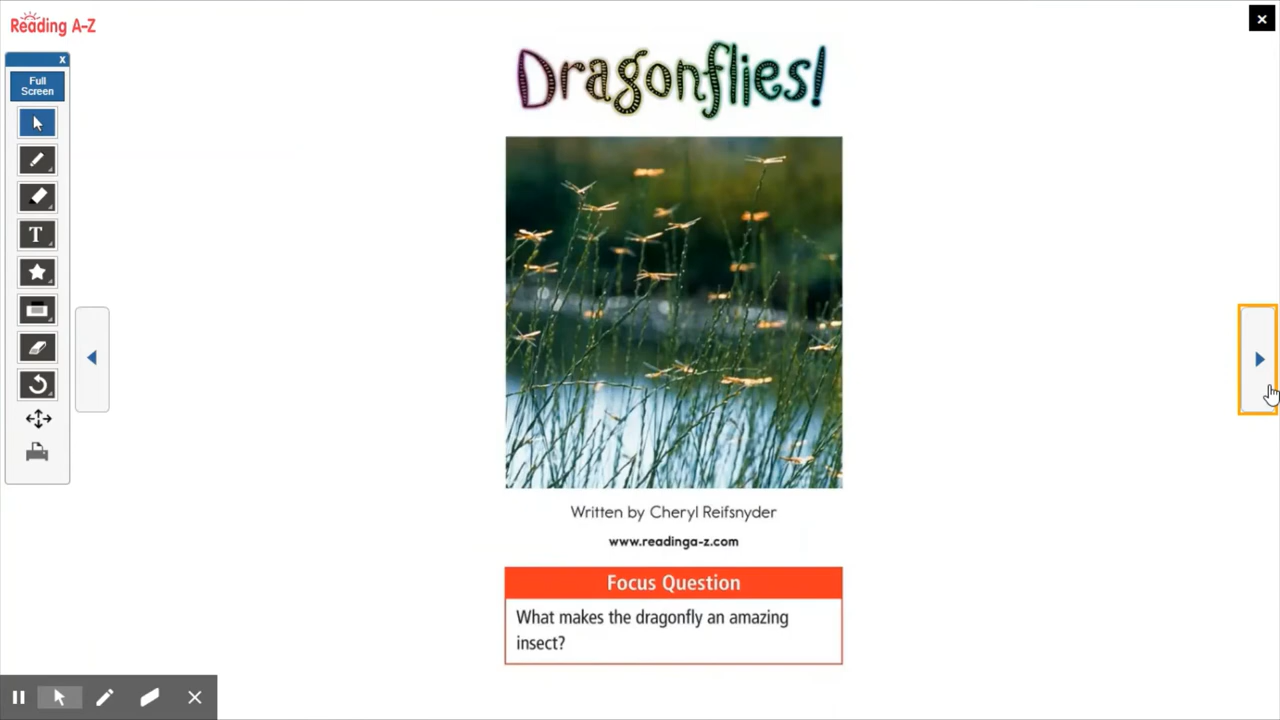 Reading A-Z
x
Full
Screen
T
Dragonflies!
Written by Cheryl Reifsnyder
www.readinga-z.com
Focus Question
What makes the dragonfly an amazing
insect?